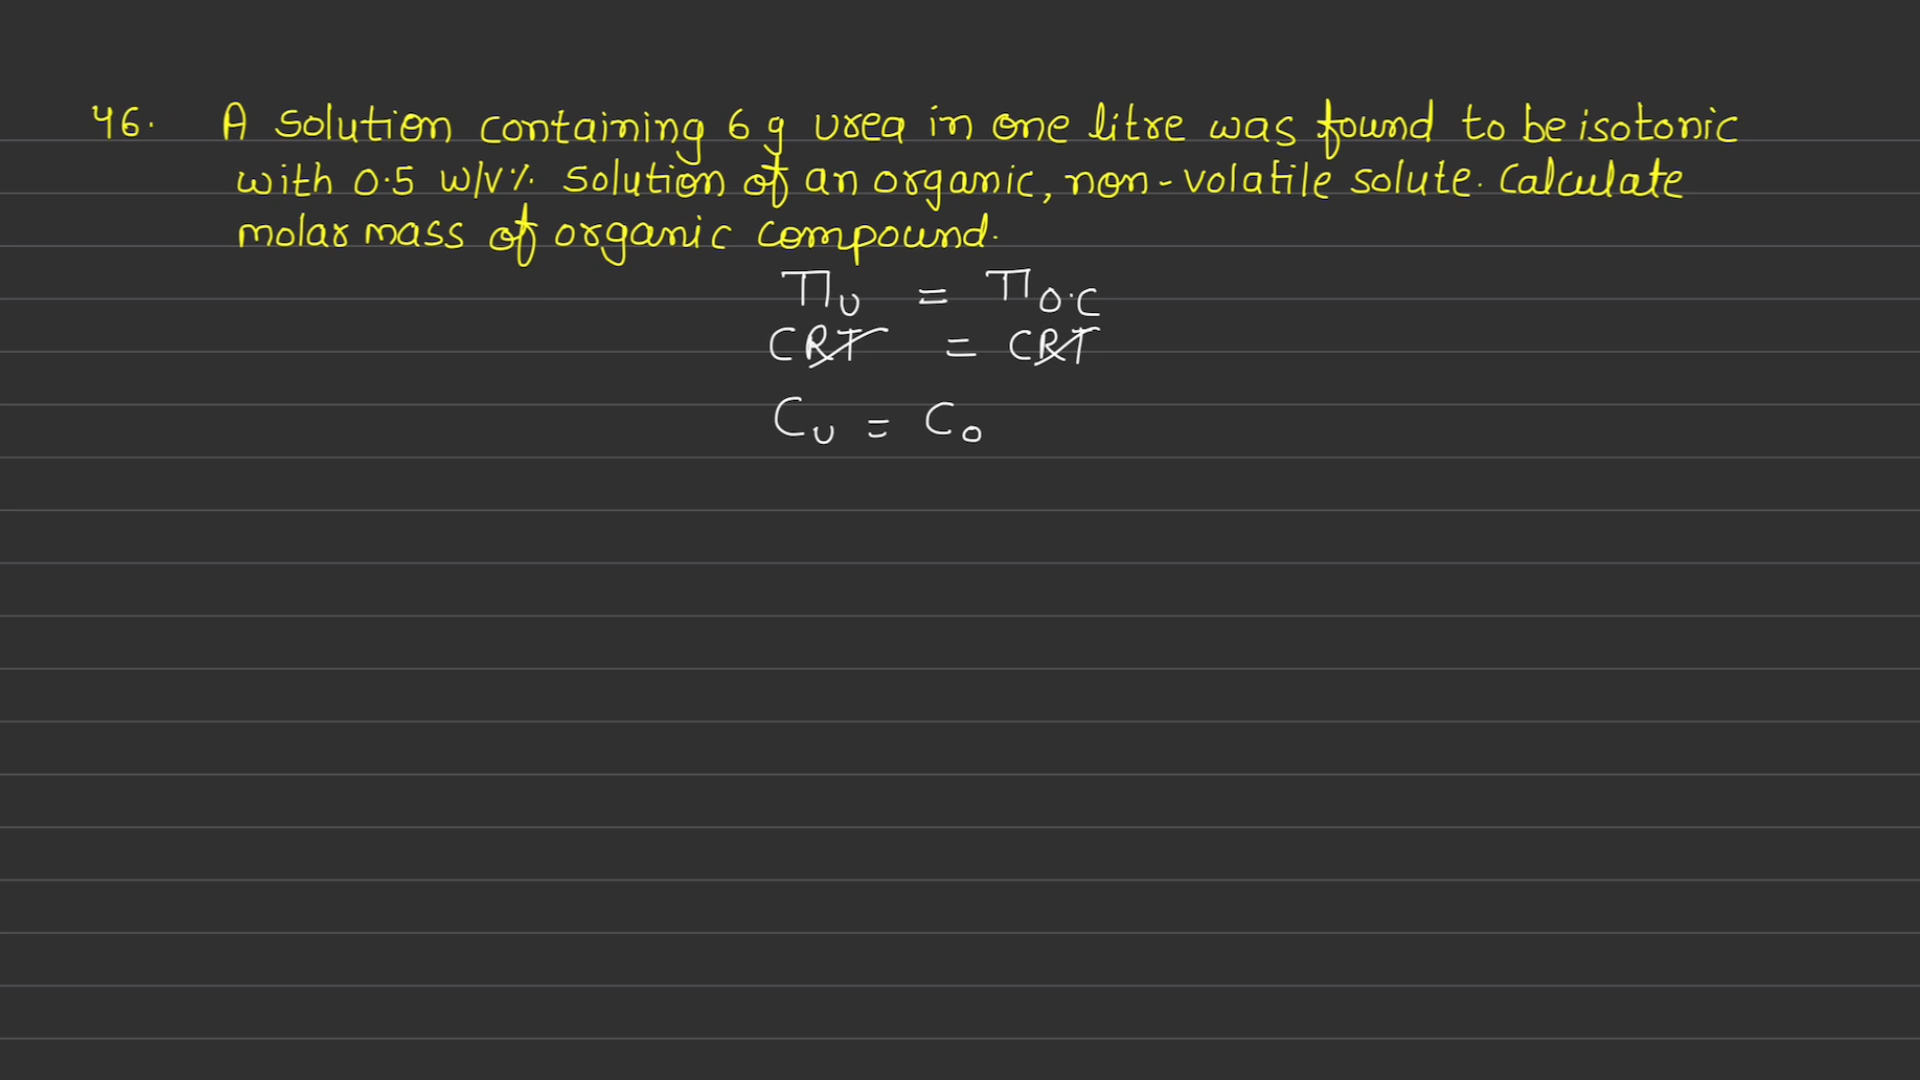 46. A solution containing 6 g urea in one litre was found to be isotonic
with 0.5 w/v% solution of an organic, non-volatile solute. Calculate
molar mass of organic compound.
πU = πO.C
CRT = CRT
CU = CO